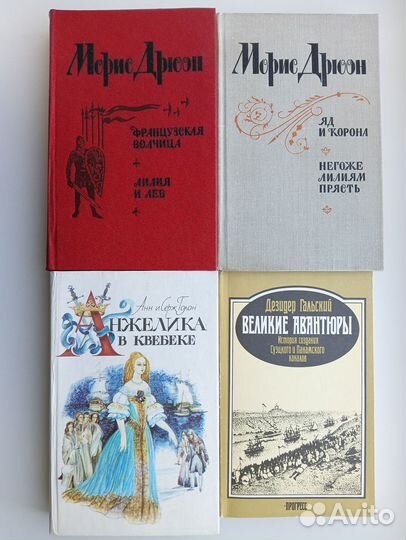 Морис Дрюон
ФРАНЦУЗСКАЯ
ВОЛЧИЦА
ЛИЛИЯ
И ЛЕВ
Морис Дрюон
ЯД
И КОРОНА
НЕГОЖЕ
ЛИЛИЯМ
ПРЯСТЬ
Анн и Серж Голон
АНЖЕЛИКА
В КВЕБЕКЕ
Дезидер Гальский
ВЕЛИКИЕ АВАНТЮРЫ
История создания
Суэцкого и Панамского
каналов
·ПРОГРЕСС·
Avito